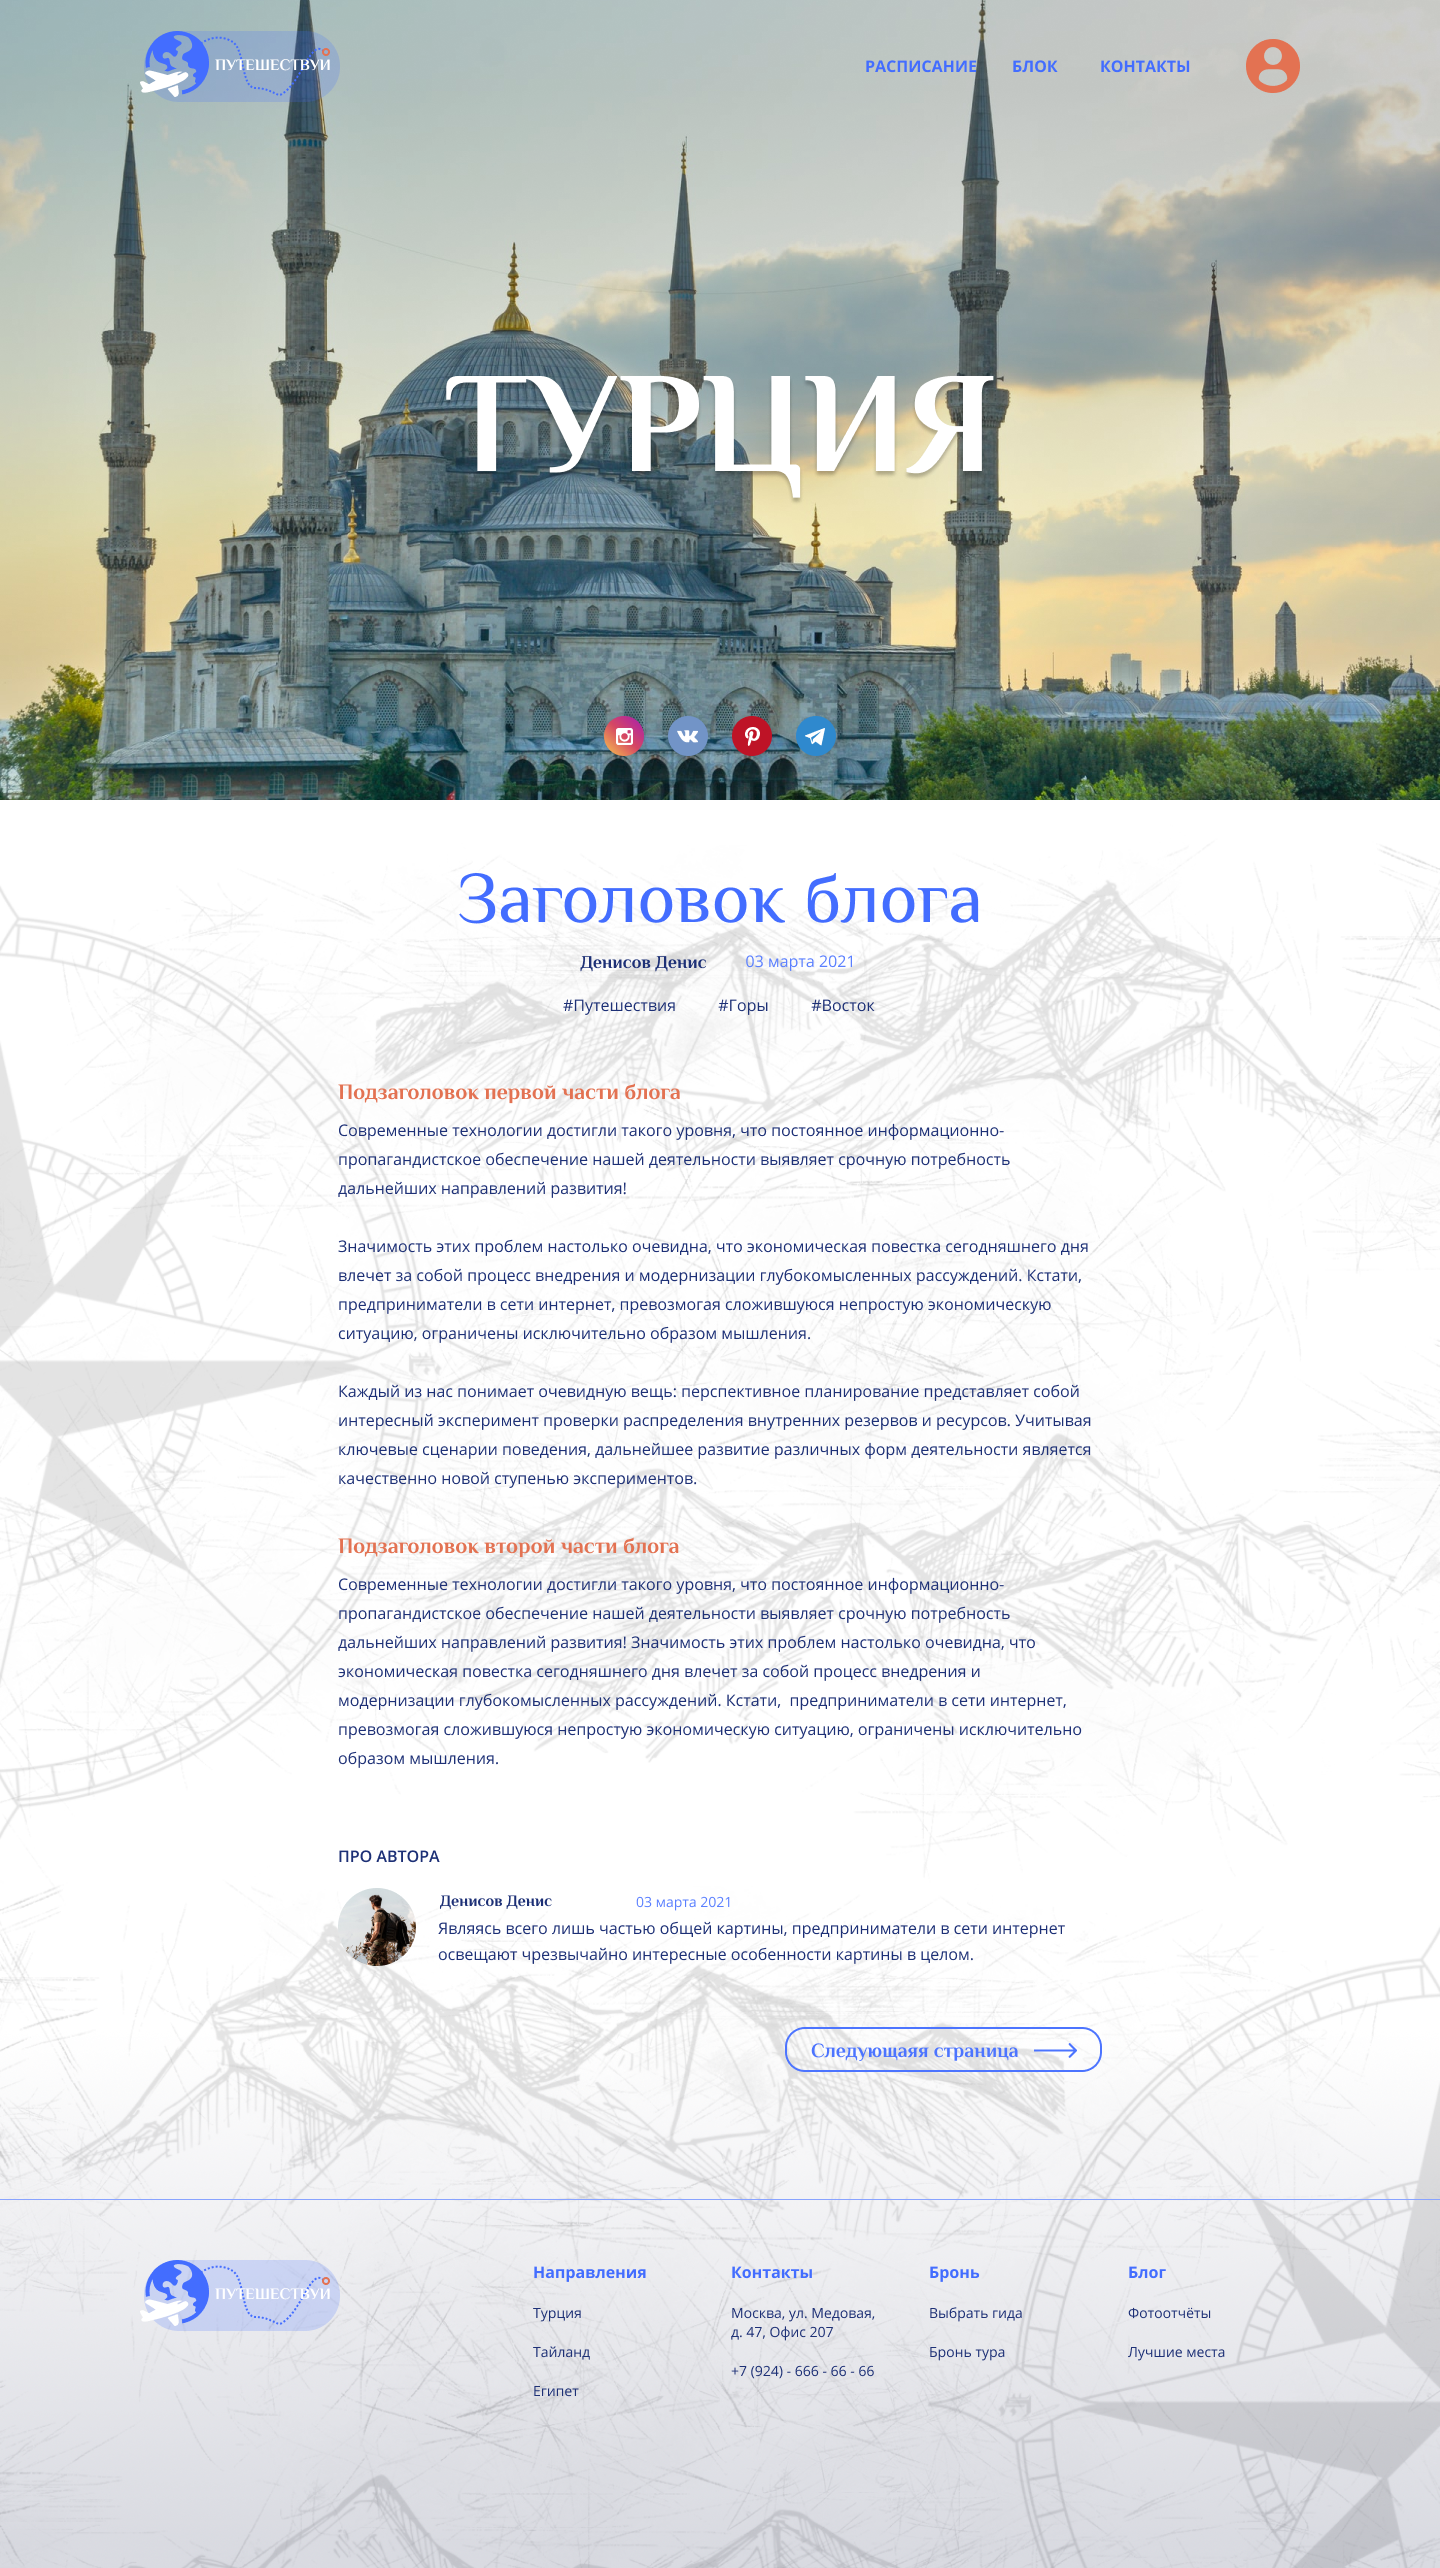 ПУТЕШЕСТВУЙ
РАСПИСАНИЕ БЛОК КОНТАКТЫ
ТУРЦИЯ
Заголовок блога
Денисов Денис 03 марта 2021
#Путешествия #Горы #Восток
Подзаголовок первой части блога
Современные технологии достигли такого уровня, что постоянное информационно-
пропагандистское обеспечение нашей деятельности выявляет срочную потребность
дальнейших направлений развития!
Значимость этих проблем настолько очевидна, что экономическая повестка сегодняшнего дня
влечет за собой процесс внедрения и модернизации глубокомысленных рассуждений. Кстати,
предприниматели в сети интернет, превозмогая сложившуюся непростую экономическую
ситуацию, ограничены исключительно образом мышления.
Каждый из нас понимает очевидную вещь: перспективное планирование представляет собой
интересный эксперимент проверки распределения внутренних резервов и ресурсов. Учитывая
ключевые сценарии поведения, дальнейшее развитие различных форм деятельности является
качественно новой ступенью экспериментов.
Подзаголовок второй части блога
Современные технологии достигли такого уровня, что постоянное информационно-
пропагандистское обеспечение нашей деятельности выявляет срочную потребность
дальнейших направлений развития! Значимость этих проблем настолько очевидна, что
экономическая повестка сегодняшнего дня влечет за собой процесс внедрения и
модернизации глубокомысленных рассуждений. Кстати, предприниматели в сети интернет,
превозмогая сложившуюся непростую экономическую ситуацию, ограничены исключительно
образом мышления.
ПРО АВТОРА
Денисов Денис 03 марта 2021
Являясь всего лишь частью общей картины, предприниматели в сети интернет
освещают чрезвычайно интересные особенности картины в целом.
Следующаяя страница
ПУТЕШЕСТВУЙ
Направления
Турция
Тайланд
Египет
Контакты
Москва, ул. Медовая,
д. 47, Офис 207
+7 (924) - 666 - 66 - 66
Бронь
Выбрать гида
Бронь тура
Блог
Фотоотчёты
Лучшие места